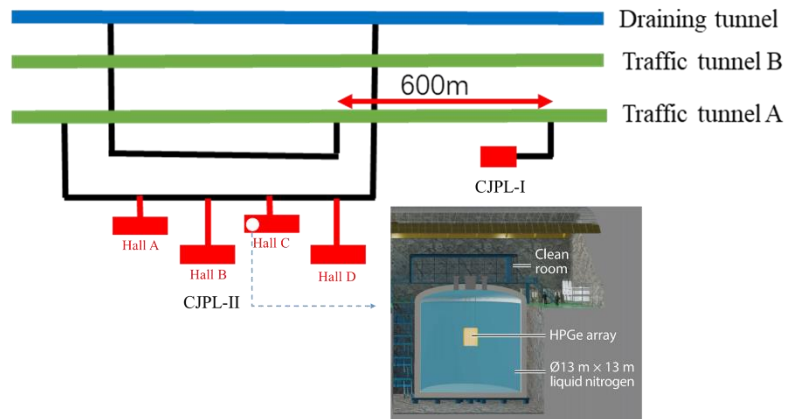 Draining tunnel
Traffic tunnel B
600m
Traffic tunnel A
CJPL-I
Hall A
Hall B
Hall C
Hall D
CJPL-II
Clean
room
HPGe array
Ø13 m × 13 m
liquid nitrogen